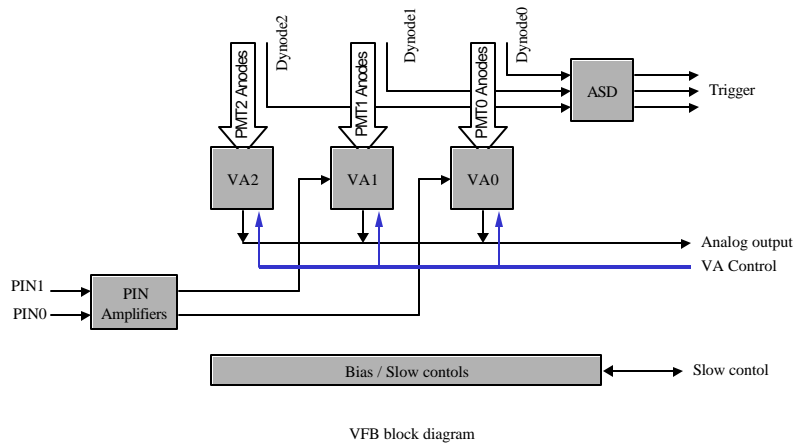 Dynode2
Dynode1
Dynode0
PMT2 Anodes
PMT1 Anodes
PMT0 Anodes
ASD
Trigger
VA2
VA1
VA0
Analog output
VA Control
PIN1
PIN0
PIN
Amplifiers
Bias / Slow contols
Slow contol
VFB block diagram